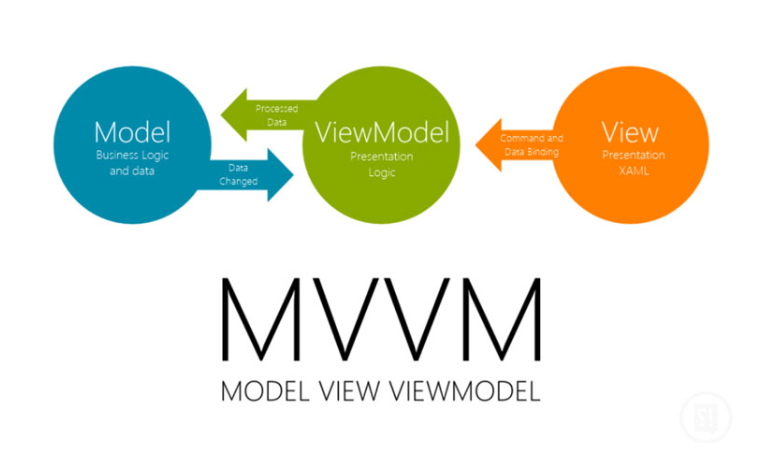 Model
Business Logic
and data
Processed
Data
Data
Changed
ViewModel
Presentation
Logic
Command and
Data Binding
View
Presentation
XAML
MVVM
MODEL VIEW VIEWMODEL